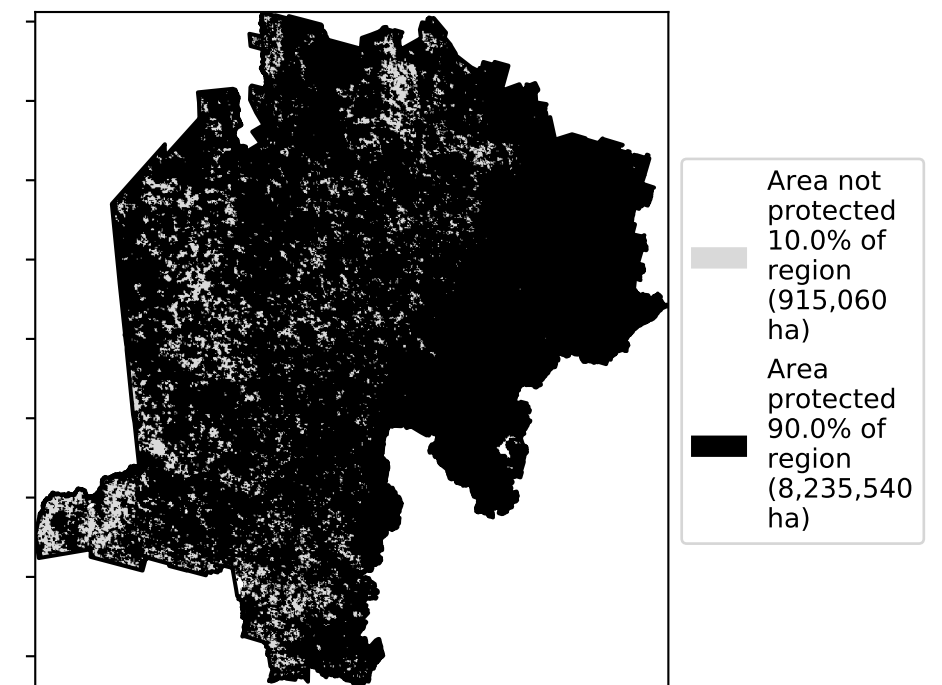 Area not
protected
10.0% of
region
(915,060
ha)
Area
protected
90.0% of
region
(8,235,540
ha)